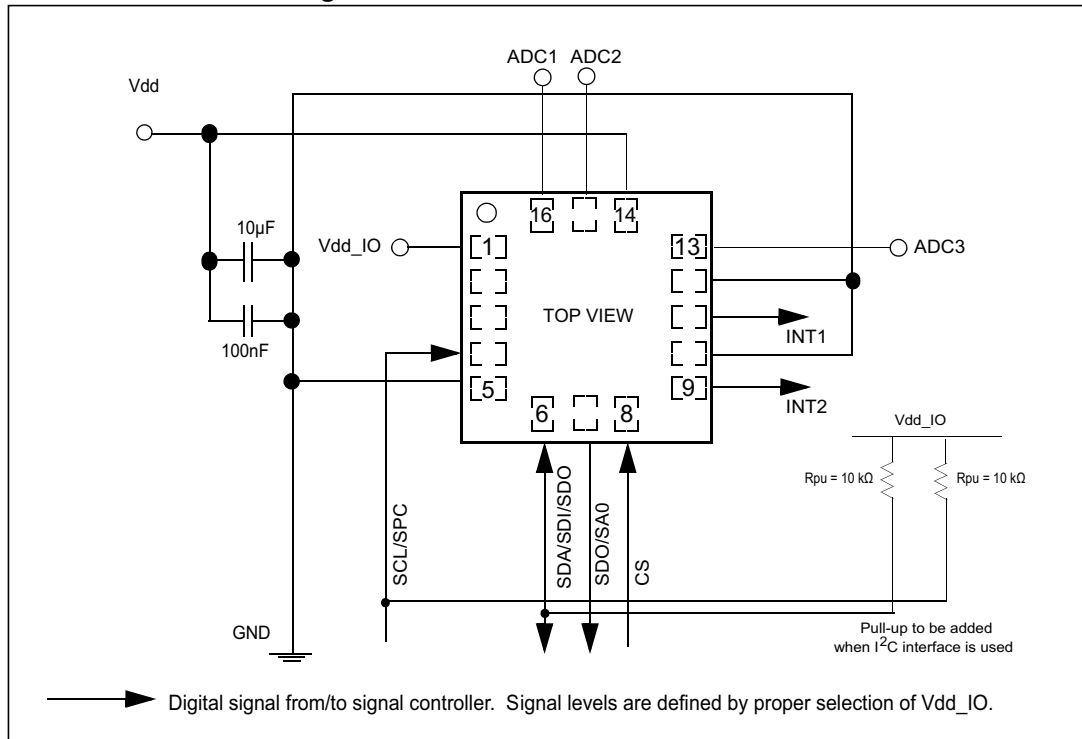 ADC1 ADC2
Vdd
16
14
10µF
Vdd_IO
1
13
ADC3
TOP VIEW
INT1
100nF
5
9
INT2
6
8
Vdd_IO
Rpu = 10 kΩ
Rpu = 10 kΩ
SCL/SPC
SDA/SDI/SDO
SDO/SA0
CS
GND
Pull-up to be added
when I²C interface is used
Digital signal from/to signal controller. Signal levels are defined by proper selection of Vdd_IO.